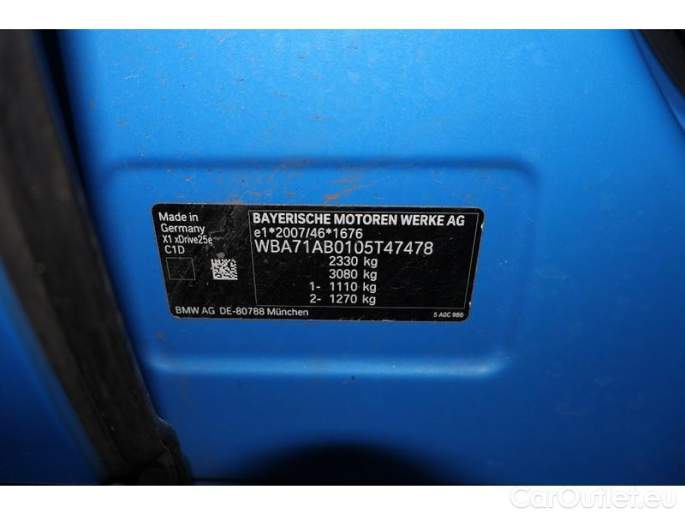 Made in
Germany
X1 xDrive25e
C1D
BAYERISCHE MOTOREN WERKE AG
e1*2007/46*1676
WBA71AB0105T47478
2330 kg
3080 kg
1- 1110 kg
2- 1270 kg
BMW AG DE-80788 München
5 A0C 986
CarOutlet.eu